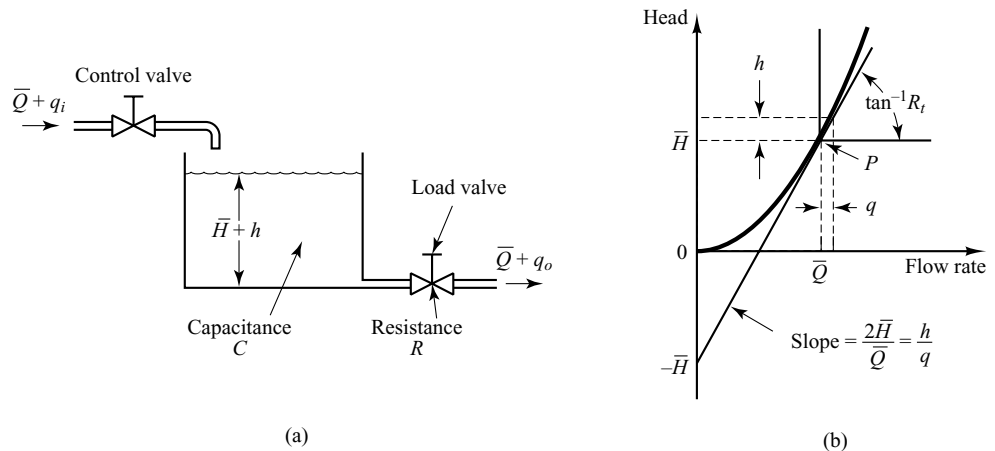 Control valve
Q̅ + qᵢ
Load valve
H̅ + h
Q̅ + qₒ
Capacitance
C
Resistance
R
(a)
Head
h
tan⁻¹Rₜ
H̅
P
q
0
Q̅
Flow rate
Slope = 2H̅/Q̅ = h/q
–H̅
(b)